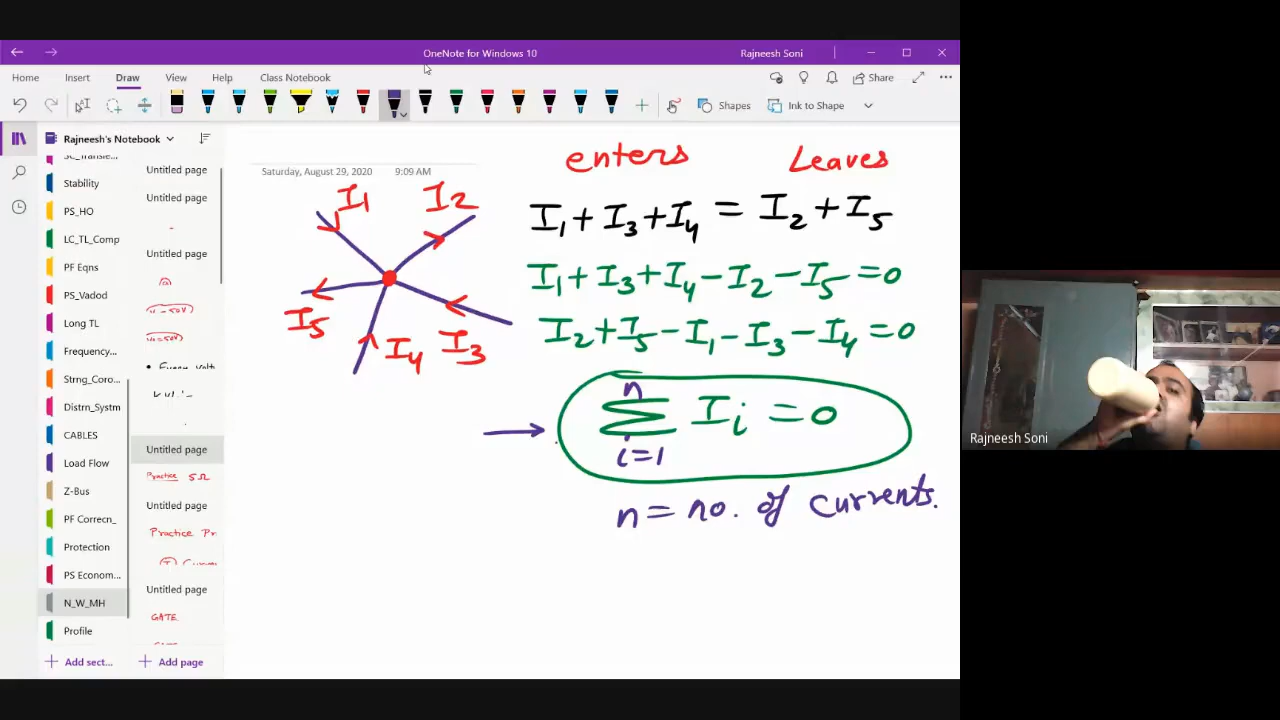 OneNote for Windows 10
Rajneesh Soni
Home Insert Draw View Help Class Notebook
Share
Shapes
Ink to Shape
Rajneesh's Notebook
Stability
PS_HO
LC_TL_Comp
PF Eqns
PS_Vadod
Long TL
Frequency...
Strng_Coro...
Distrn_Systm
CABLES
Load Flow
Z-Bus
PF Correcn_
Protection
PS Econom...
N_W_MH
Profile
Add sect...
Untitled page
Untitled page
Untitled page
Untitled page
Practice 5Ω
Untitled page
Practice Pr
Untitled page
GATE
Add page
Saturday, August 29, 2020 9:09 AM
I1
I2
I5
I4
I3
enters Leaves
I1 + I3 + I4 = I2 + I5
I1 + I3 + I4 − I2 − I5 = 0
I2 + I5 − I1 − I3 − I4 = 0
n
Σ Ii = 0
i=1
n = no. of currents.
Rajneesh Soni